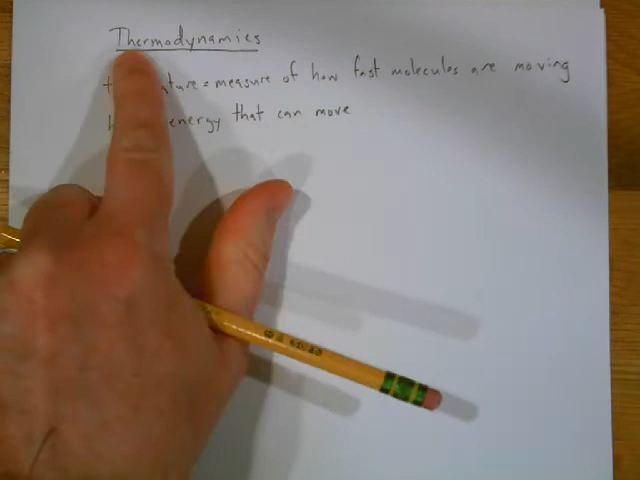 Thermodynamics
= measure of how fast molecules are moving
energy that can move